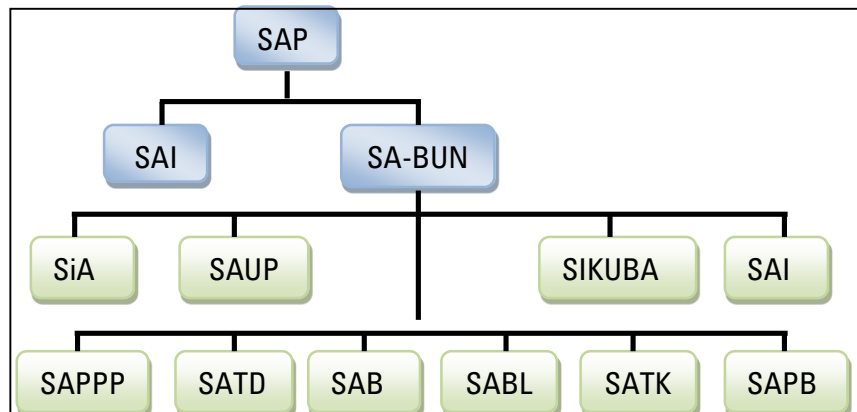 SAP
SAI SA-BUN
SiA SAUP SIKUBA SAI
SAPPP SATD SAB SABL SATK SAPB